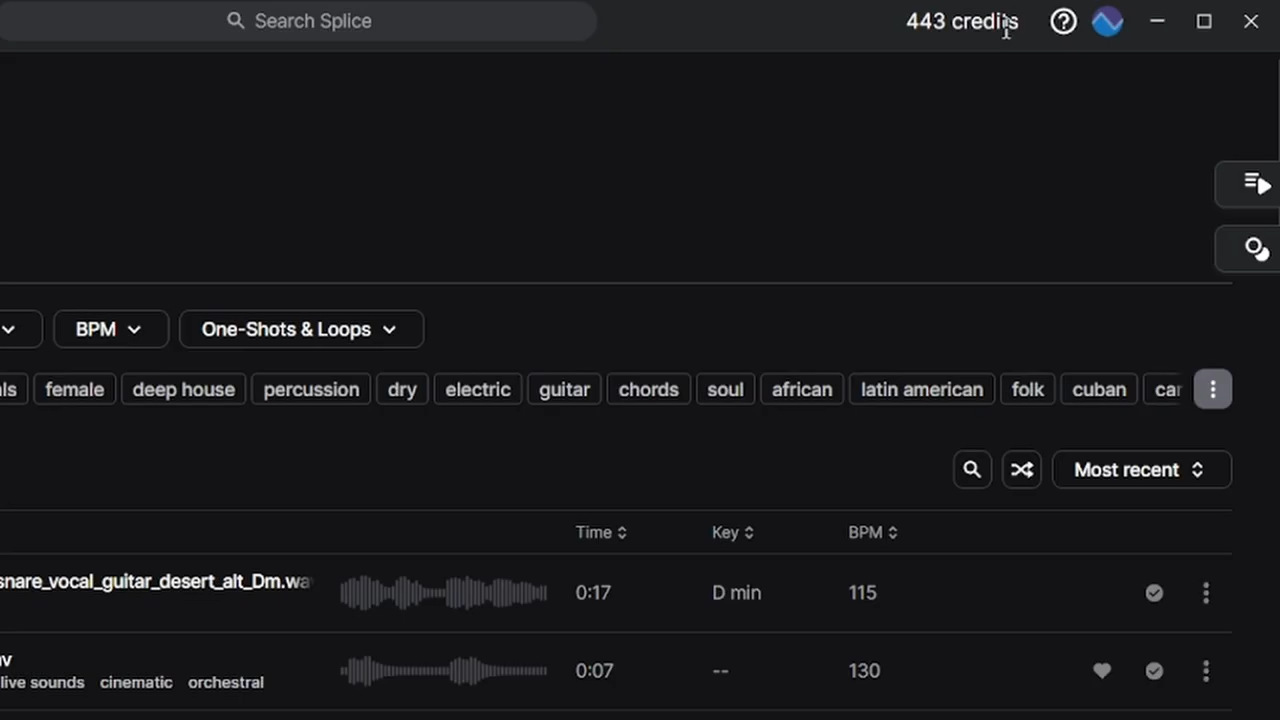 Search Splice
443 credits
BPM
One-Shots & Loops
ls
female
deep house
percussion
dry
electric
guitar
chords
soul
african
latin american
folk
cuban
car
Most recent
Time
Key
BPM
snare_vocal_guitar_desert_alt_Dm.wa
0:17
D min
115
live sounds cinematic orchestral
0:07
--
130